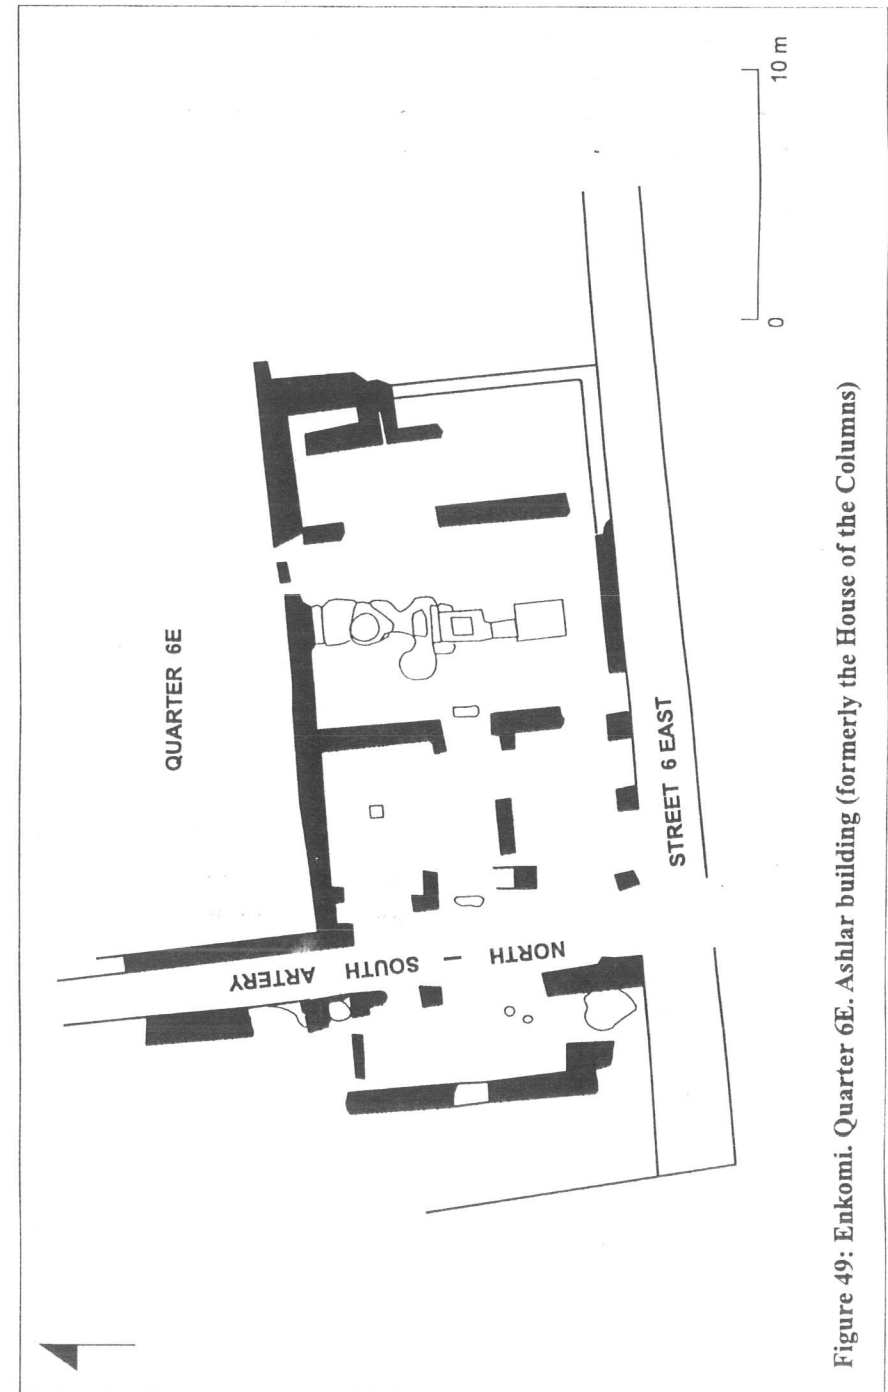 QUARTER 6E
NORTH – SOUTH ARTERY
STREET 6 EAST
0 10 m
Figure 49: Enkomi. Quarter 6E. Ashlar building (formerly the House of the Columns)